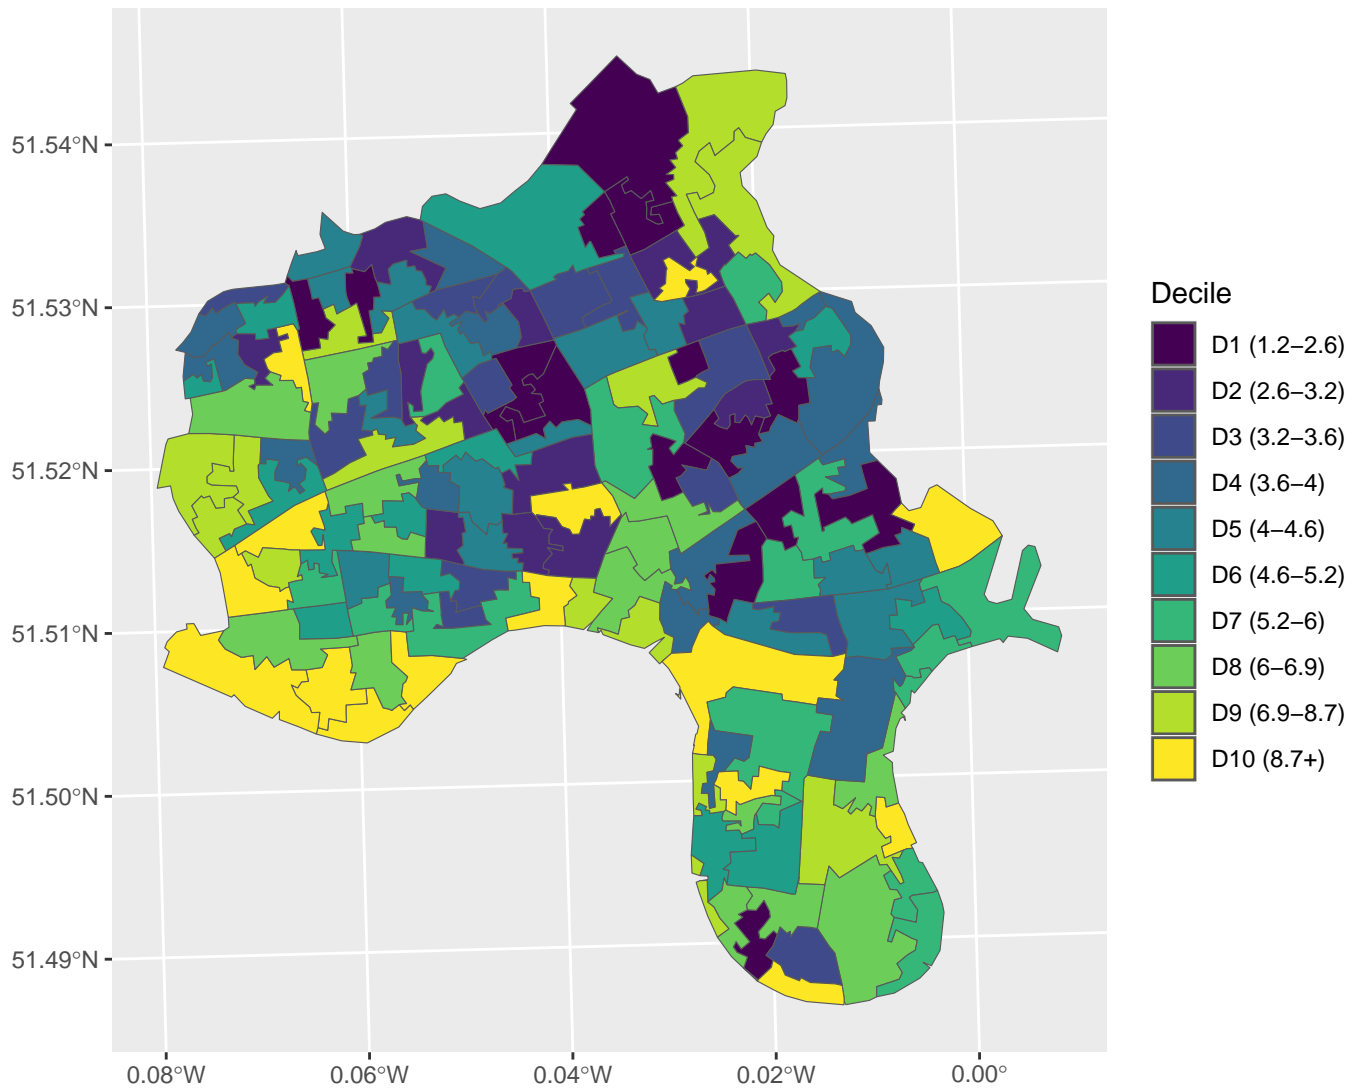 51.54°N
51.53°N
51.52°N
51.51°N
51.50°N
51.49°N
0.08°W
0.06°W
0.04°W
0.02°W
0.00°
Decile
D1 (1.2−2.6)
D2 (2.6−3.2)
D3 (3.2−3.6)
D4 (3.6−4)
D5 (4−4.6)
D6 (4.6−5.2)
D7 (5.2−6)
D8 (6−6.9)
D9 (6.9−8.7)
D10 (8.7+)